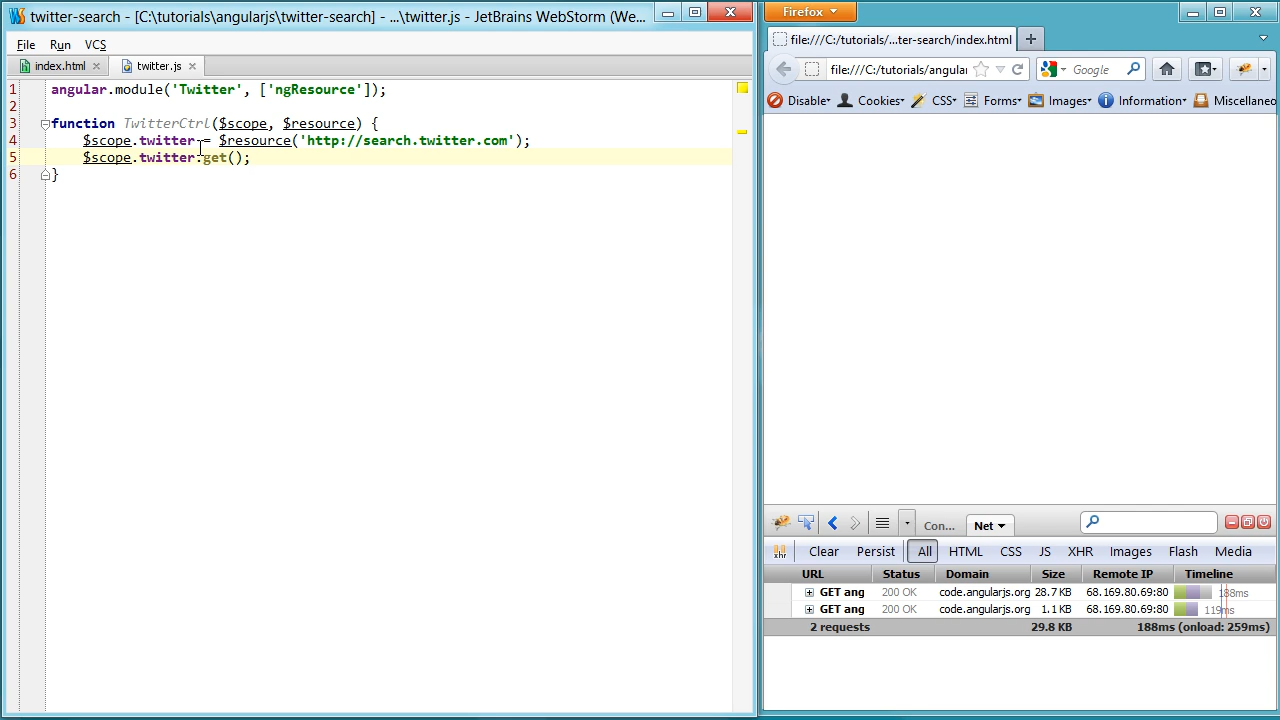 twitter-search - [C:\tutorials\angularjs\twitter-search] - ...\twitter.js - JetBrains WebStorm (We...
File Run VCS
index.html twitter.js
1 angular.module('Twitter', ['ngResource']);
2
3 function TwitterCtrl($scope, $resource) {
4 $scope.twitter = $resource('http://search.twitter.com');
5 $scope.twitter.get();
6 }
Firefox
file:///C:/tutorials/...ter-search/index.html
file:///C:/tutorials/angular
Google
Disable Cookies CSS Forms Images Information Miscellaneo
Con... Net
xhr Clear Persist All HTML CSS JS XHR Images Flash Media
URL Status Domain Size Remote IP Timeline
GET ang 200 OK code.angularjs.org 28.7 KB 68.169.80.69:80 188ms
GET ang 200 OK code.angularjs.org 1.1 KB 68.169.80.69:80 119ms
2 requests 29.8 KB 188ms (onload: 259ms)